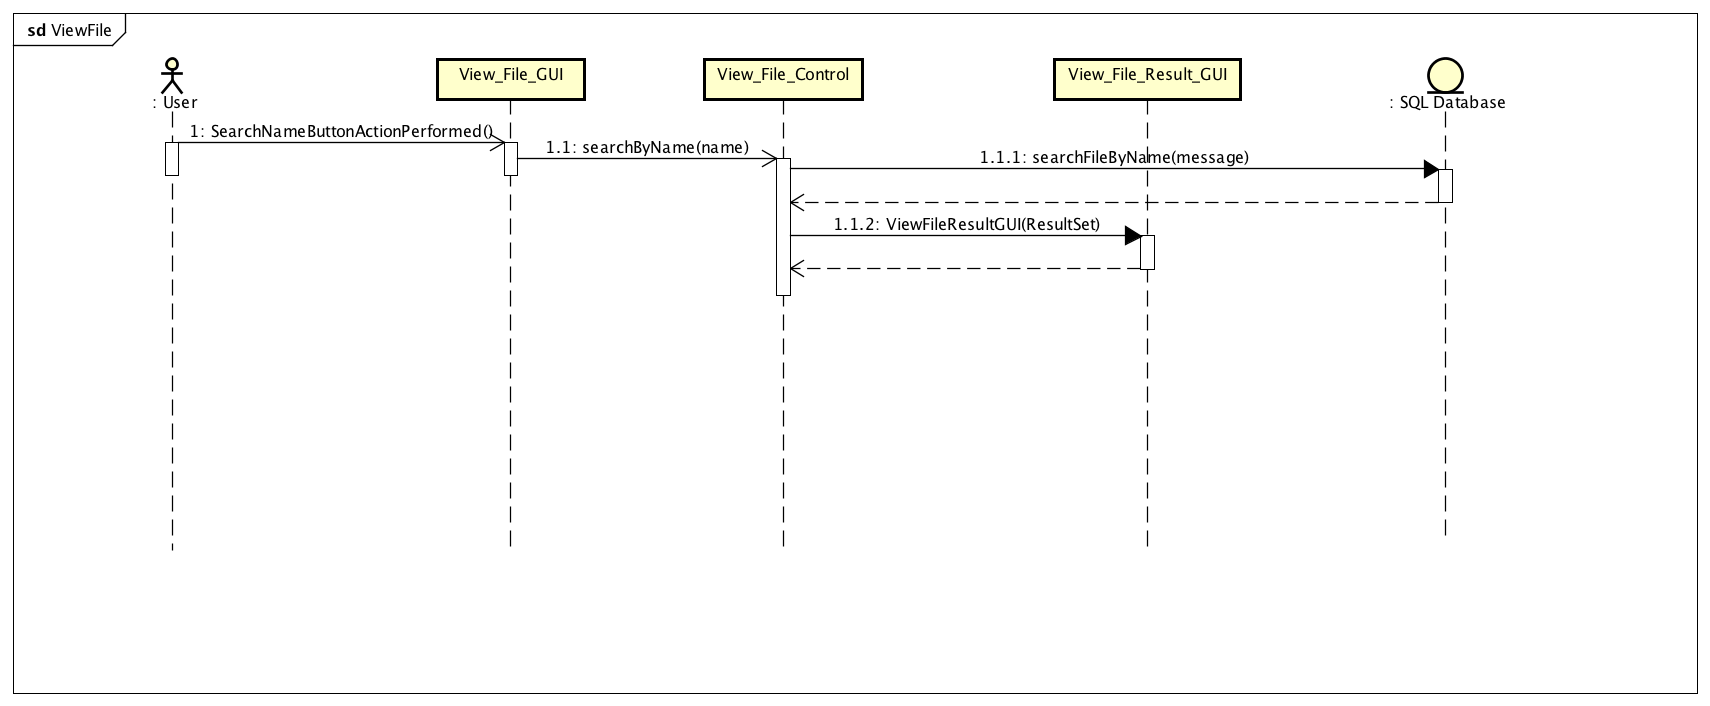 sd ViewFile
View_File_GUI
View_File_Control
View_File_Result_GUI
: User
: SQL Database
1: SearchNameButtonActionPerformed()
1.1: searchByName(name)
1.1.1: searchFileByName(message)
1.1.2: ViewFileResultGUI(ResultSet)